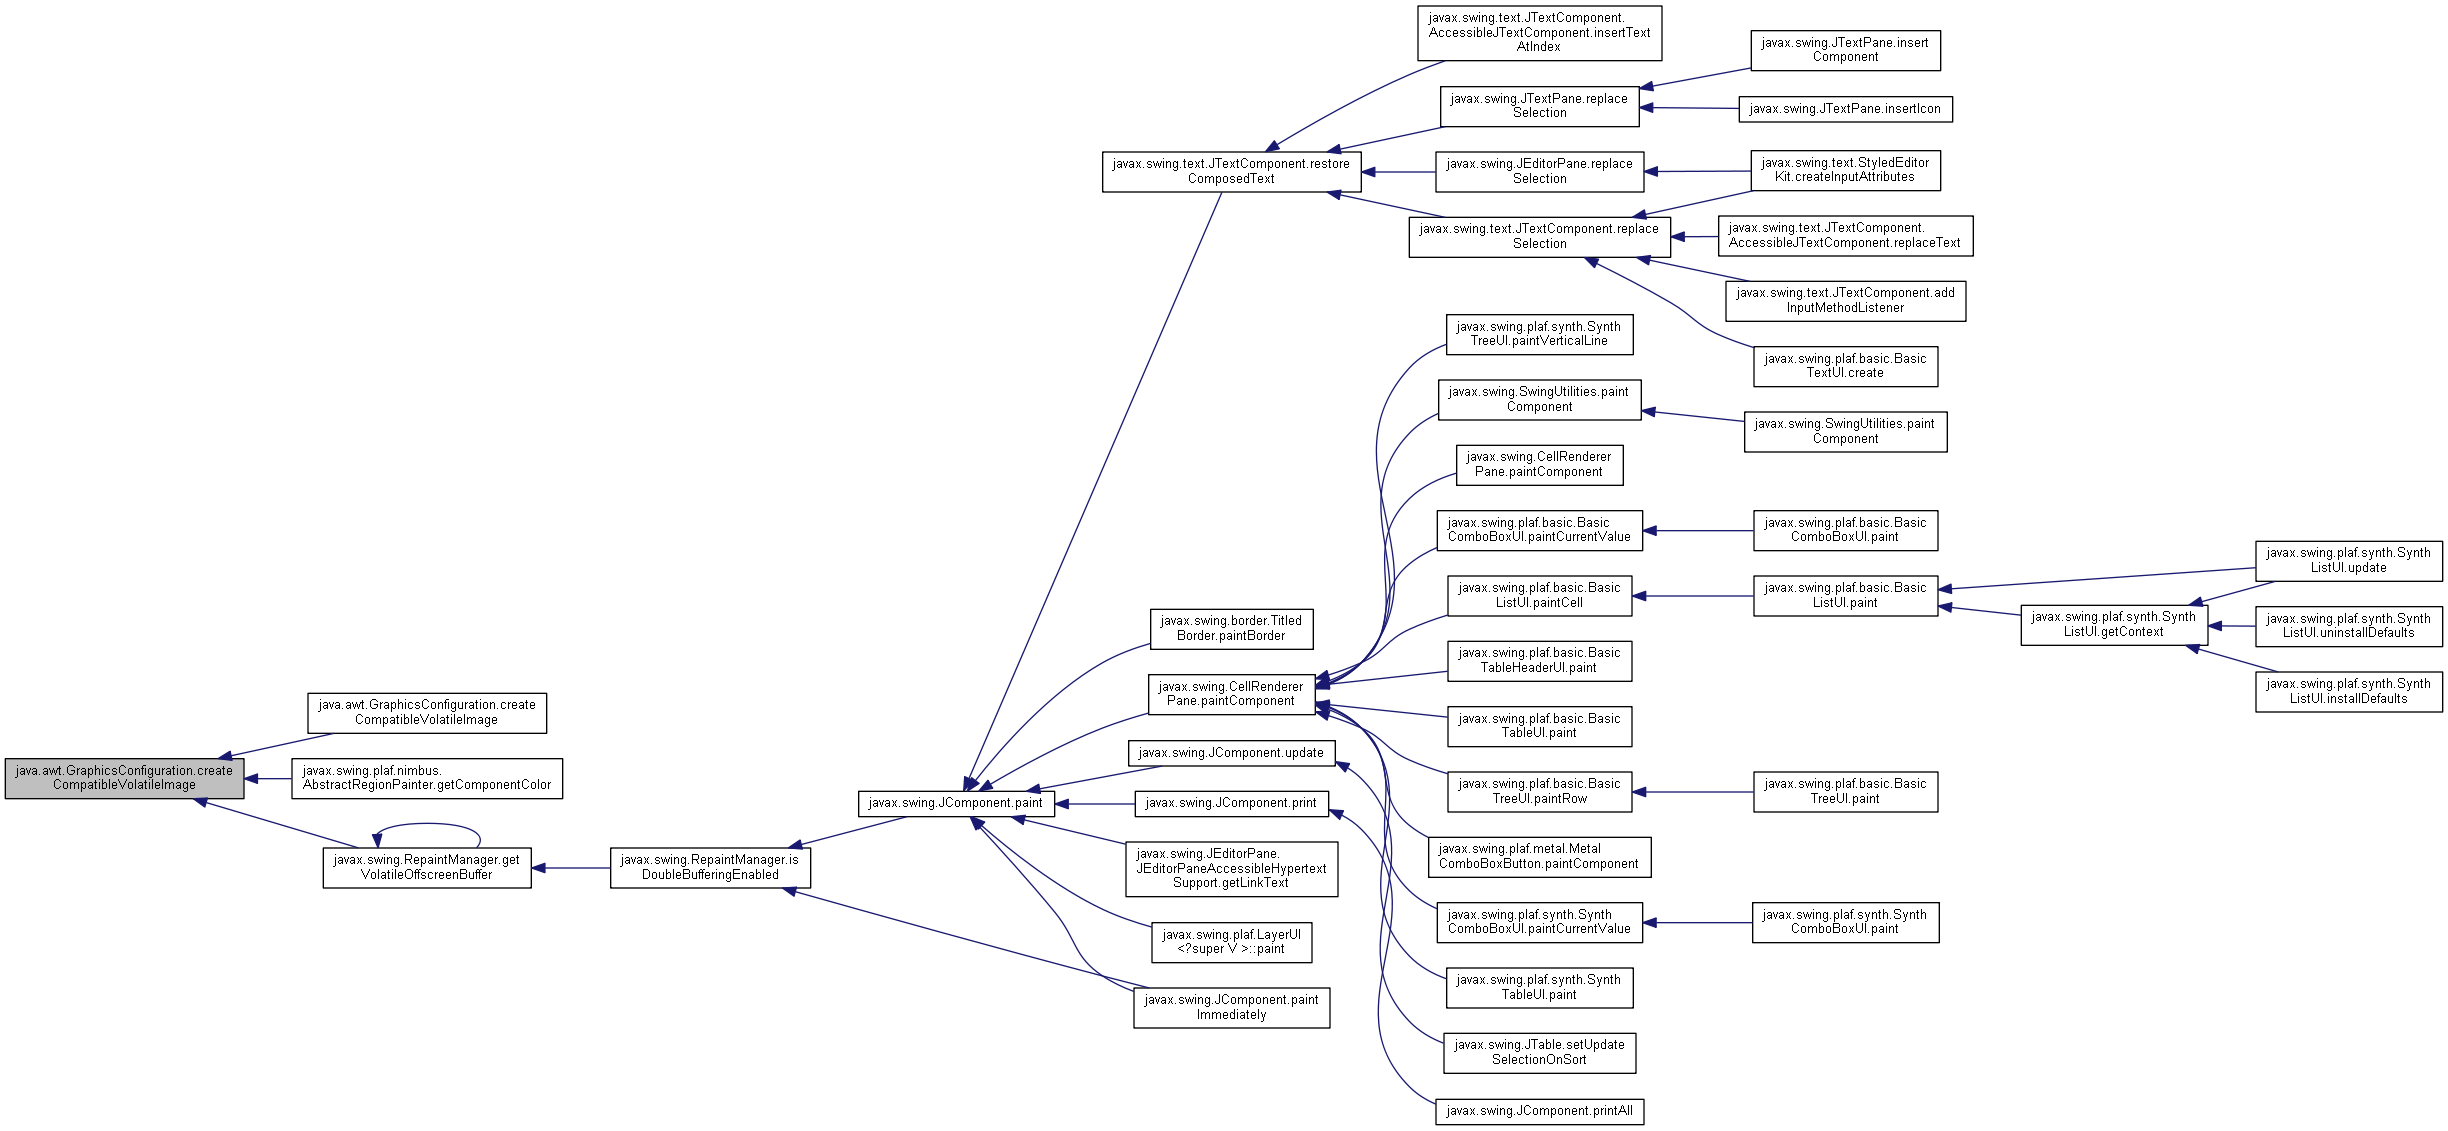 java.awt.GraphicsConfiguration.create
CompatibleVolatileImage
java.awt.GraphicsConfiguration.create
CompatibleVolatileImage
javax.swing.plaf.nimbus.
AbstractRegionPainter.getComponentColor
javax.swing.RepaintManager.get
VolatileOffscreenBuffer
javax.swing.RepaintManager.is
DoubleBufferingEnabled
javax.swing.JComponent.paint
javax.swing.text.JTextComponent.restore
ComposedText
javax.swing.border.Titled
Border.paintBorder
javax.swing.CellRenderer
Pane.paintComponent
javax.swing.JComponent.update
javax.swing.JComponent.print
javax.swing.JEditorPane.
JEditorPaneAccessibleHypertext
Support.getLinkText
javax.swing.plaf.LayerUI
<?super V >::paint
javax.swing.JComponent.paint
Immediately
javax.swing.text.JTextComponent.
AccessibleJTextComponent.insertText
AtIndex
javax.swing.JTextPane.replace
Selection
javax.swing.JEditorPane.replace
Selection
javax.swing.text.JTextComponent.replace
Selection
javax.swing.plaf.synth.Synth
TreeUI.paintVerticalLine
javax.swing.SwingUtilities.paint
Component
javax.swing.CellRenderer
Pane.paintComponent
javax.swing.plaf.basic.Basic
ComboBoxUI.paintCurrentValue
javax.swing.plaf.basic.Basic
ListUI.paintCell
javax.swing.plaf.basic.Basic
TableHeaderUI.paint
javax.swing.plaf.basic.Basic
TableUI.paint
javax.swing.plaf.basic.Basic
TreeUI.paintRow
javax.swing.plaf.metal.Metal
ComboBoxButton.paintComponent
javax.swing.plaf.synth.Synth
ComboBoxUI.paintCurrentValue
javax.swing.plaf.synth.Synth
TableUI.paint
javax.swing.JTable.setUpdate
SelectionOnSort
javax.swing.JComponent.printAll
javax.swing.JTextPane.insert
Component
javax.swing.JTextPane.insertIcon
javax.swing.text.StyledEditor
Kit.createInputAttributes
javax.swing.text.JTextComponent.
AccessibleJTextComponent.replaceText
javax.swing.text.JTextComponent.add
InputMethodListener
javax.swing.plaf.basic.Basic
TextUI.create
javax.swing.SwingUtilities.paint
Component
javax.swing.plaf.basic.Basic
ComboBoxUI.paint
javax.swing.plaf.basic.Basic
ListUI.paint
javax.swing.plaf.basic.Basic
TreeUI.paint
javax.swing.plaf.synth.Synth
ComboBoxUI.paint
javax.swing.plaf.synth.Synth
ListUI.getContext
javax.swing.plaf.synth.Synth
ListUI.update
javax.swing.plaf.synth.Synth
ListUI.uninstallDefaults
javax.swing.plaf.synth.Synth
ListUI.installDefaults